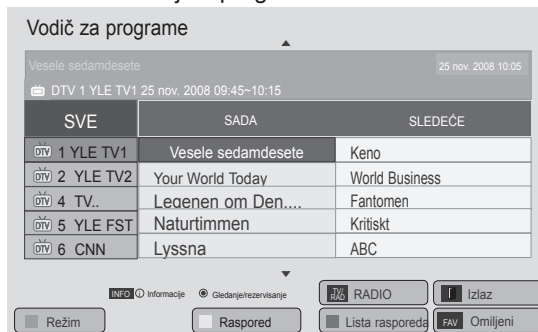 Vodič za programe
Vesele sedamdesete 25 nov. 2008 10:05
DTV 1 YLE TV1 25 nov. 2008 09:45~10:15
SVE SADA SLEDEĆE
DTV 1 YLE TV1 Vesele sedamdesete Keno
DTV 2 YLE TV2 Your World Today World Business
DTV 4 TV.. Legenen om Den.... Fantomen
DTV 5 YLE FST Naturtimmen Kritiskt
DTV 6 CNN Lyssna ABC
INFO i Informacije Gledanje/rezervisanje TV/RAD RADIO Izlaz
Režim Raspored Lista rasporeda FAV Omiljeni